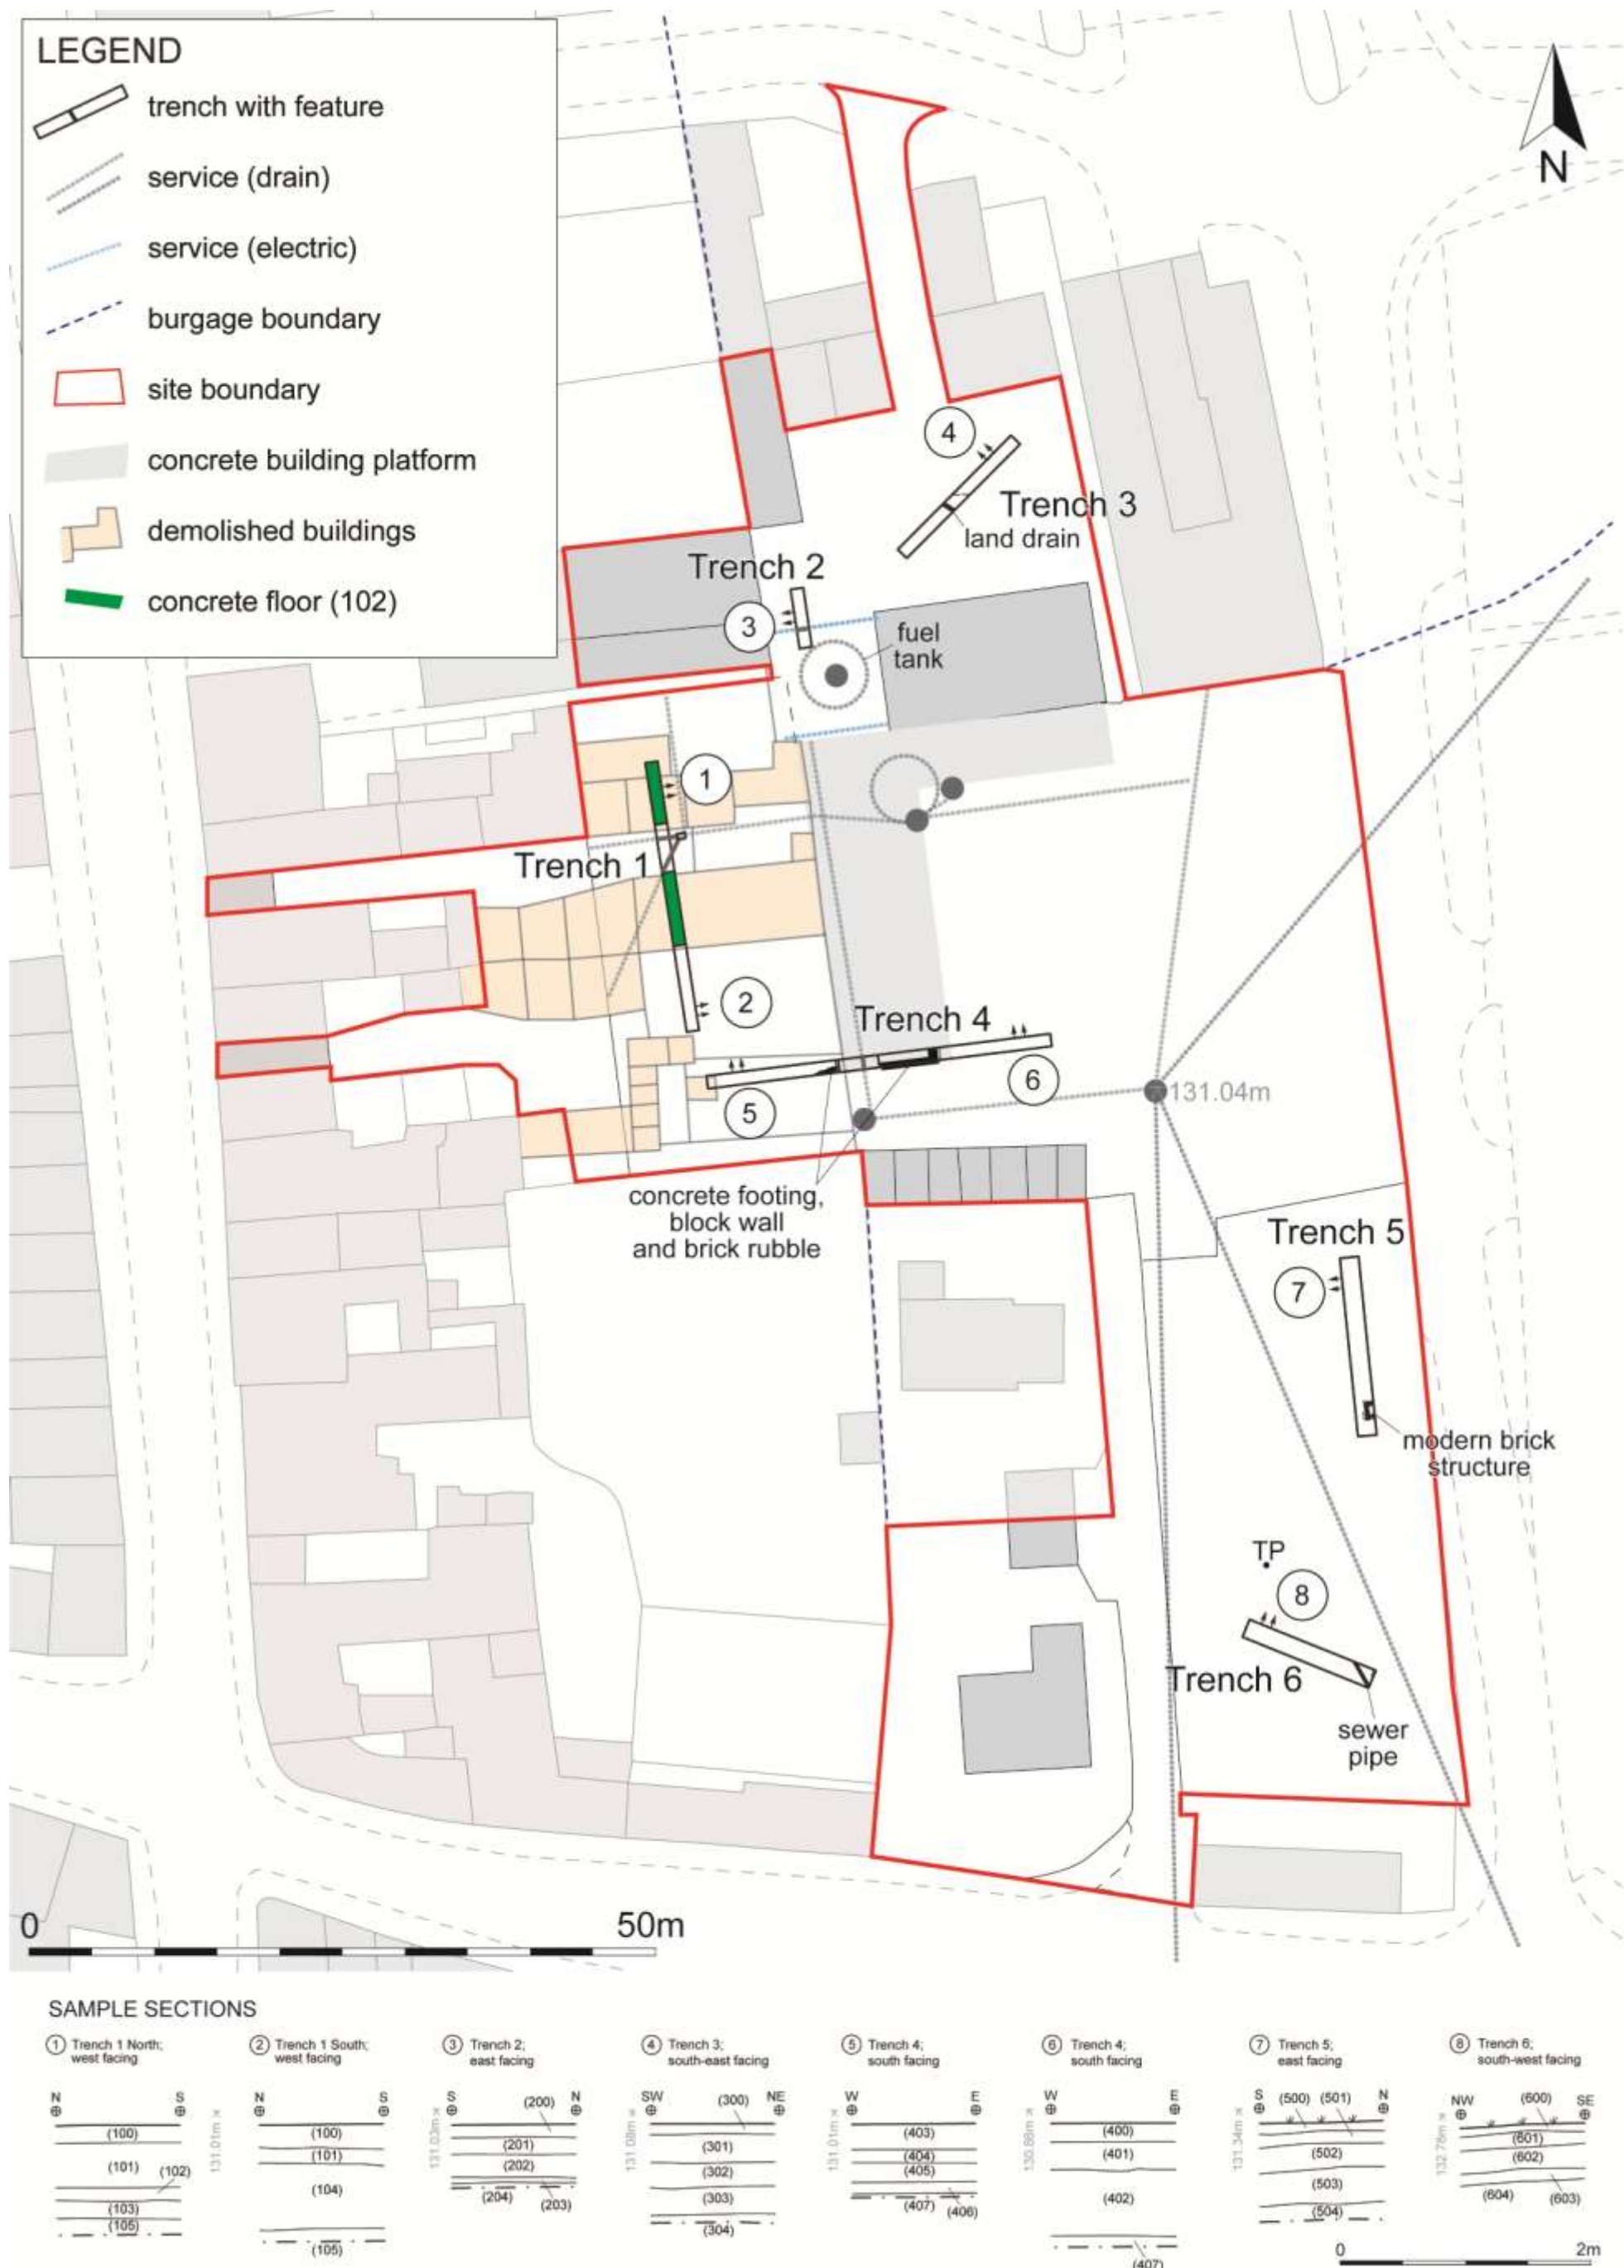 LEGEND
trench with feature
service (drain)
service (electric)
burgage boundary
site boundary
concrete building platform
demolished buildings
concrete floor (102)
N
4
Trench 3
land drain
Trench 2
3
fuel
tank
1
Trench 1
2
Trench 4
6
5
131.04m
concrete footing,
block wall
and brick rubble
Trench 5
7
modern brick
structure
TP
8
Trench 6
sewer
pipe
0 50m
SAMPLE SECTIONS
1 Trench 1 North;
west facing
N S
(100)
(101) (102)
(103)
(105)
2 Trench 1 South;
west facing
N S
131.01m
(100)
(101)
(104)
(105)
3 Trench 2;
east facing
S N
131.03m
(200)
(201)
(202)
(204) (203)
4 Trench 3;
south-east facing
SW NE
131.08m
(300)
(301)
(302)
(303)
(304)
5 Trench 4;
south facing
W E
131.01m
(403)
(404)
(405)
(407) (406)
6 Trench 4;
south facing
W E
(400)
(401)
(402)
(407)
7 Trench 5;
east facing
S N
131.34m
(500) (501)
(502)
(503)
(504)
8 Trench 6;
south-west facing
NW SE
132.78m
(600)
(601)
(602)
(604) (603)
0 2m